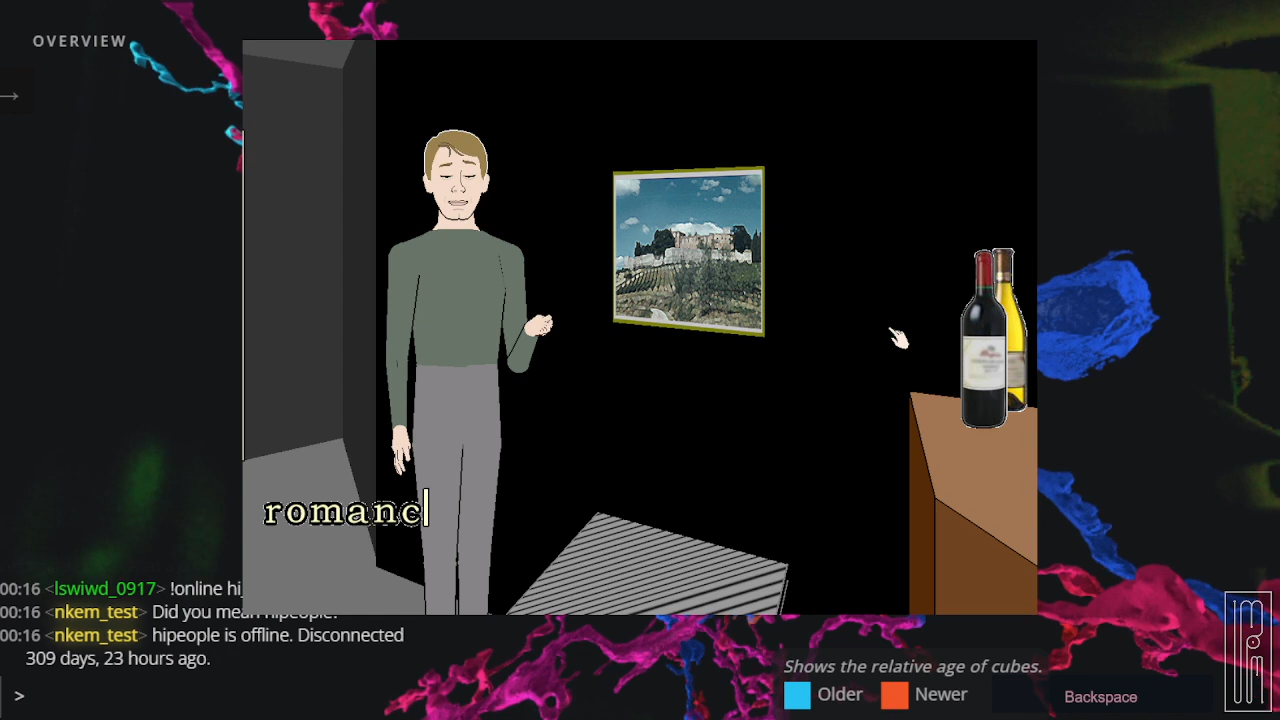 OVERVIEW
→
romanc
00:16 <lswiwd_0917> !online hi
00:16 <nkem_test> Did you mean hipeople?
00:16 <nkem_test> hipeople is offline. Disconnected
309 days, 23 hours ago.
>
Shows the relative age of cubes.
Older Newer
Backspace